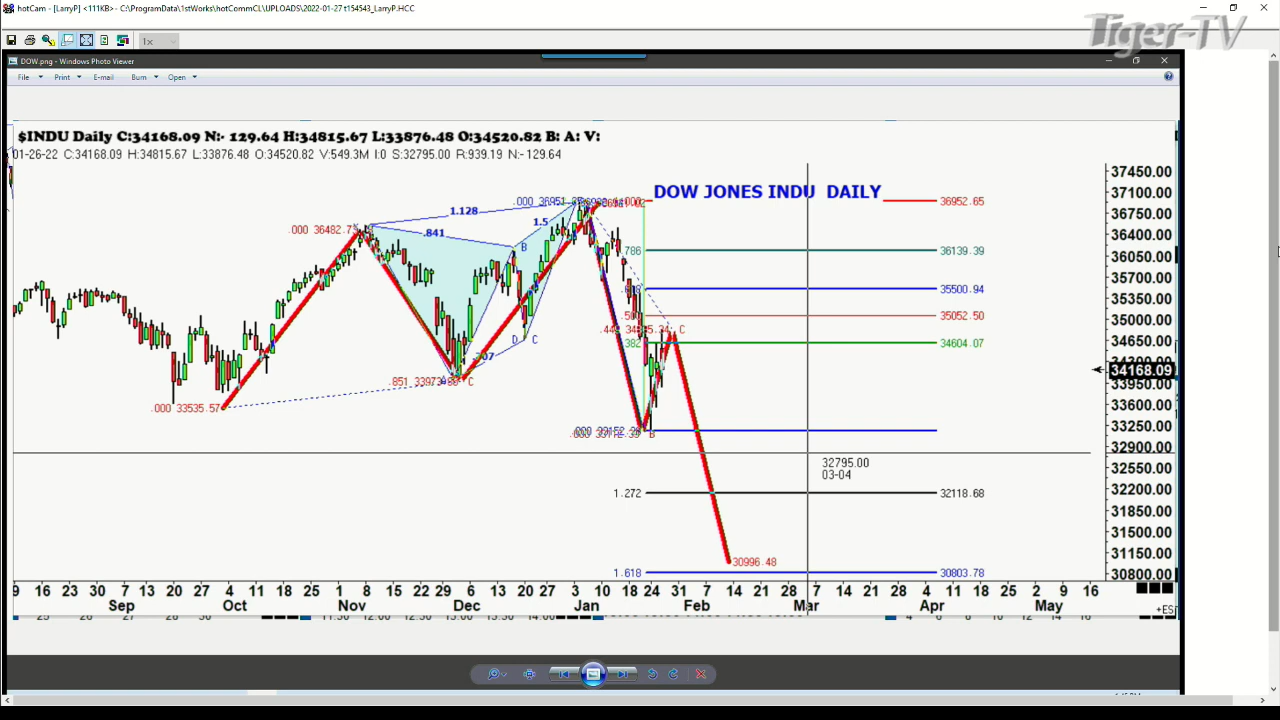 hotCam - [LarryP] <111KB> - C:\ProgramData\1stWorks\hotCommCL\UPLOADS\2022-01-27 t154543_LarryP.HCC
Tiger-TV
1x
DOW.png - Windows Photo Viewer
File Print E-mail Burn Open
$INDU Daily C:34168.09 N:- 129.64 H:34815.67 L:33876.48 O:34520.82 B: A: V:
01-26-22 C:34168.09 H:34815.67 L:33876.48 O:34520.82 V:549.3M I:0 S:32795.00 R:939.19 N:- 129.64
DOW JONES INDU DAILY
37450.00
37100.00
36750.00
36400.00
36050.00
35700.00
35350.00
35000.00
34650.00
34168.09
33950.00
33600.00
33250.00
32900.00
32550.00
32200.00
31850.00
31500.00
31150.00
30800.00
36952.65
.786 36139.39
35500.94
35052.50
.382 34604.07
1.272 32118.68
1.618 30803.78
30996.48
32795.00
03-04
1.128
.841
1.5
B
D C
C
B
C
.000 33535.57
9 16 23 30 7 13 20 27 4 11 18 25 1 8 15 22 29 6 13 20 27 3 10 18 24 31 7 14 21 28 7 14 21 28 4 11 18 25 2 9 16
Sep Oct Nov Dec Jan Feb Mar Apr May
+ES